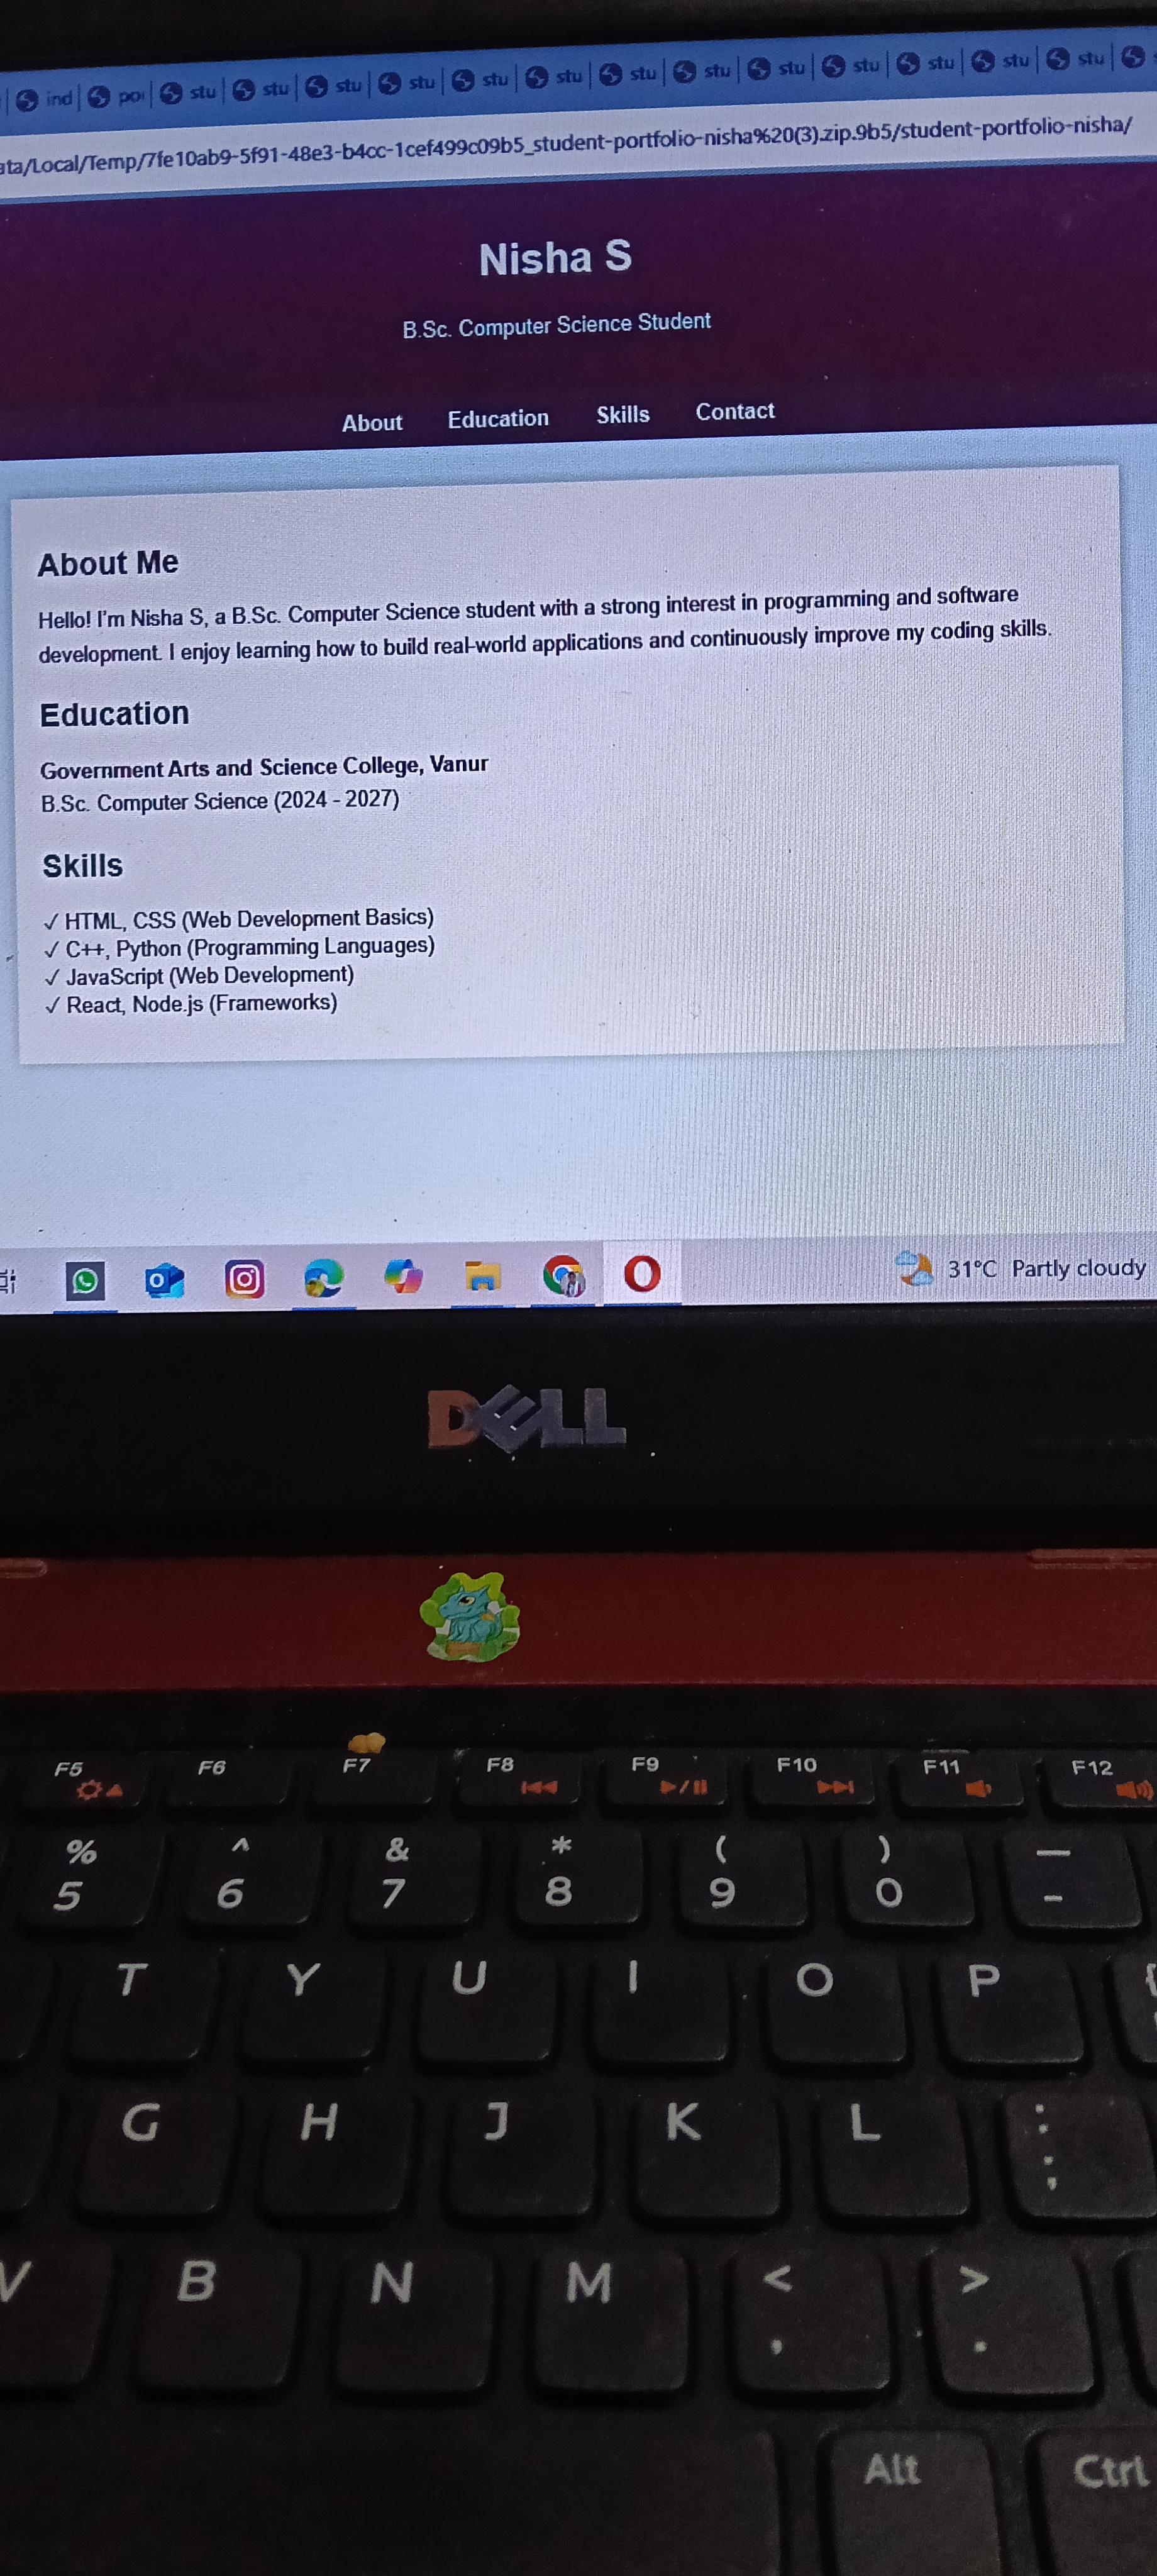 ind
por
stu
stu
stu
stu
stu
stu
stu
stu
stu
stu
stu
stu
stu
ata/Local/Temp/7fe10ab9-5f91-48e3-b4cc-1cef499c09b5_student-portfolio-nisha%20(3).zip.9b5/student-portfolio-nisha/
Nisha S
B.Sc. Computer Science Student
About Education Skills Contact
About Me
Hello! I'm Nisha S, a B.Sc. Computer Science student with a strong interest in programming and software
development. I enjoy learning how to build real-world applications and continuously improve my coding skills.
Education
Government Arts and Science College, Vanur
B.Sc. Computer Science (2024 - 2027)
Skills
✓ HTML, CSS (Web Development Basics)
✓ C++, Python (Programming Languages)
✓ JavaScript (Web Development)
✓ React, Node.js (Frameworks)
31°C Partly cloudy
DELL
F5 F6 F7 F8 F9 F10 F11 F12
% ^ & * ( ) —
5 6 7 8 9 0 -
T Y U I O P {
G H J K L :
;
V B N M < >
, .
Alt Ctrl